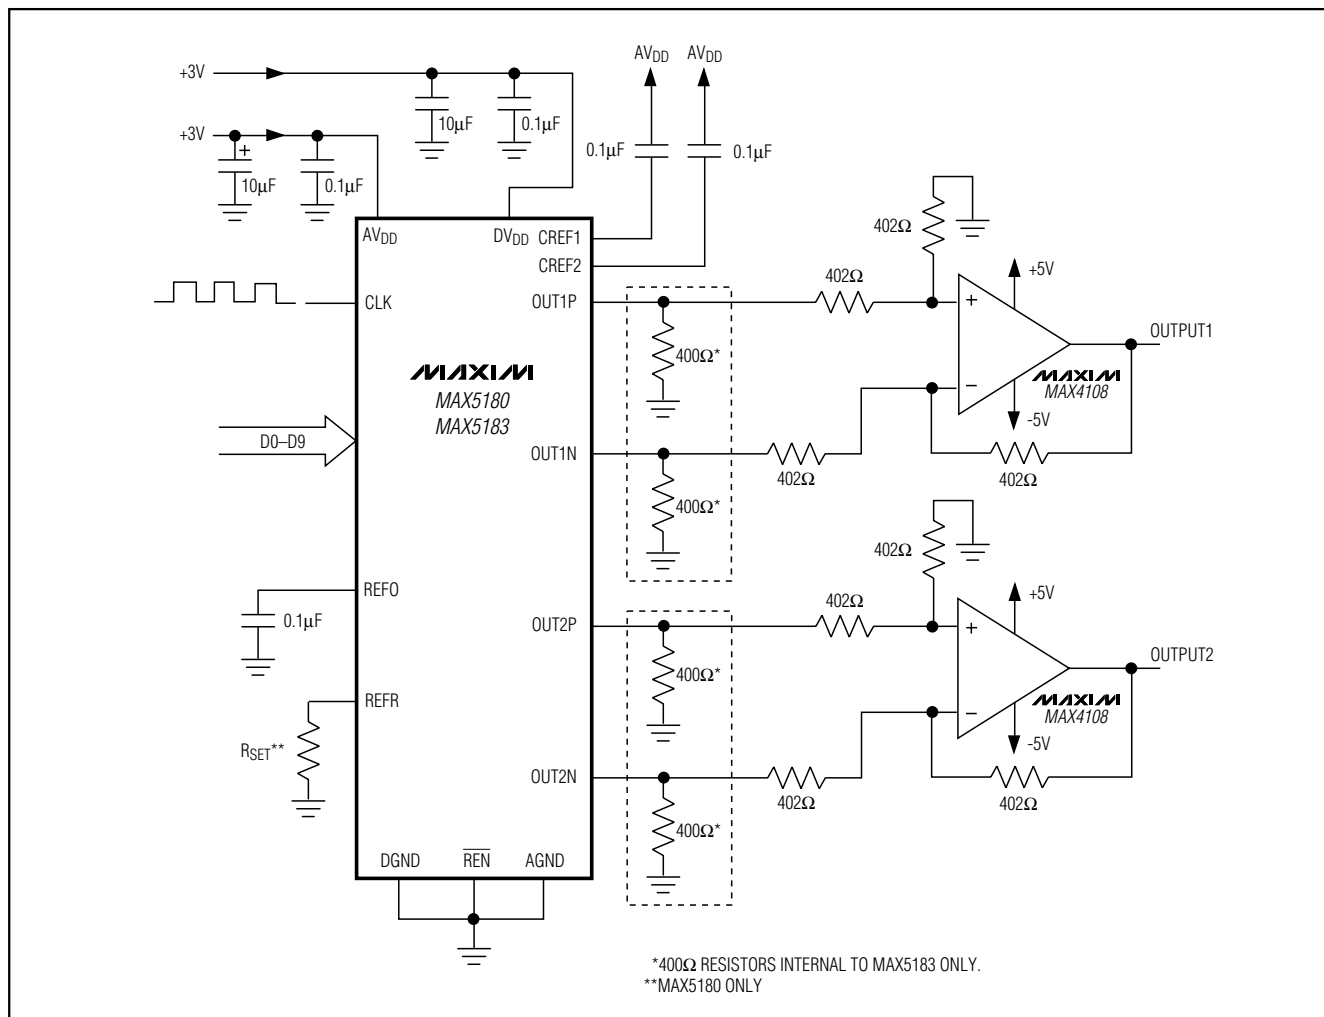 AVDD AVDD
+3V
10µF 0.1µF
+3V
+
10µF 0.1µF
0.1µF 0.1µF
AVDD DVDD CREF1
CREF2
CLK
OUT1P
MAXIM
MAX5180
MAX5183
D0–D9
OUT1N
REFO
0.1µF
OUT2P
REFR
RSET**
OUT2N
DGND REN AGND
400Ω*
400Ω*
402Ω
402Ω
402Ω
+5V
+
−
MAXIM
MAX4108
-5V
402Ω
OUTPUT1
400Ω*
400Ω*
402Ω
402Ω
402Ω
+5V
+
−
MAXIM
MAX4108
-5V
402Ω
OUTPUT2
*400Ω RESISTORS INTERNAL TO MAX5183 ONLY.
**MAX5180 ONLY